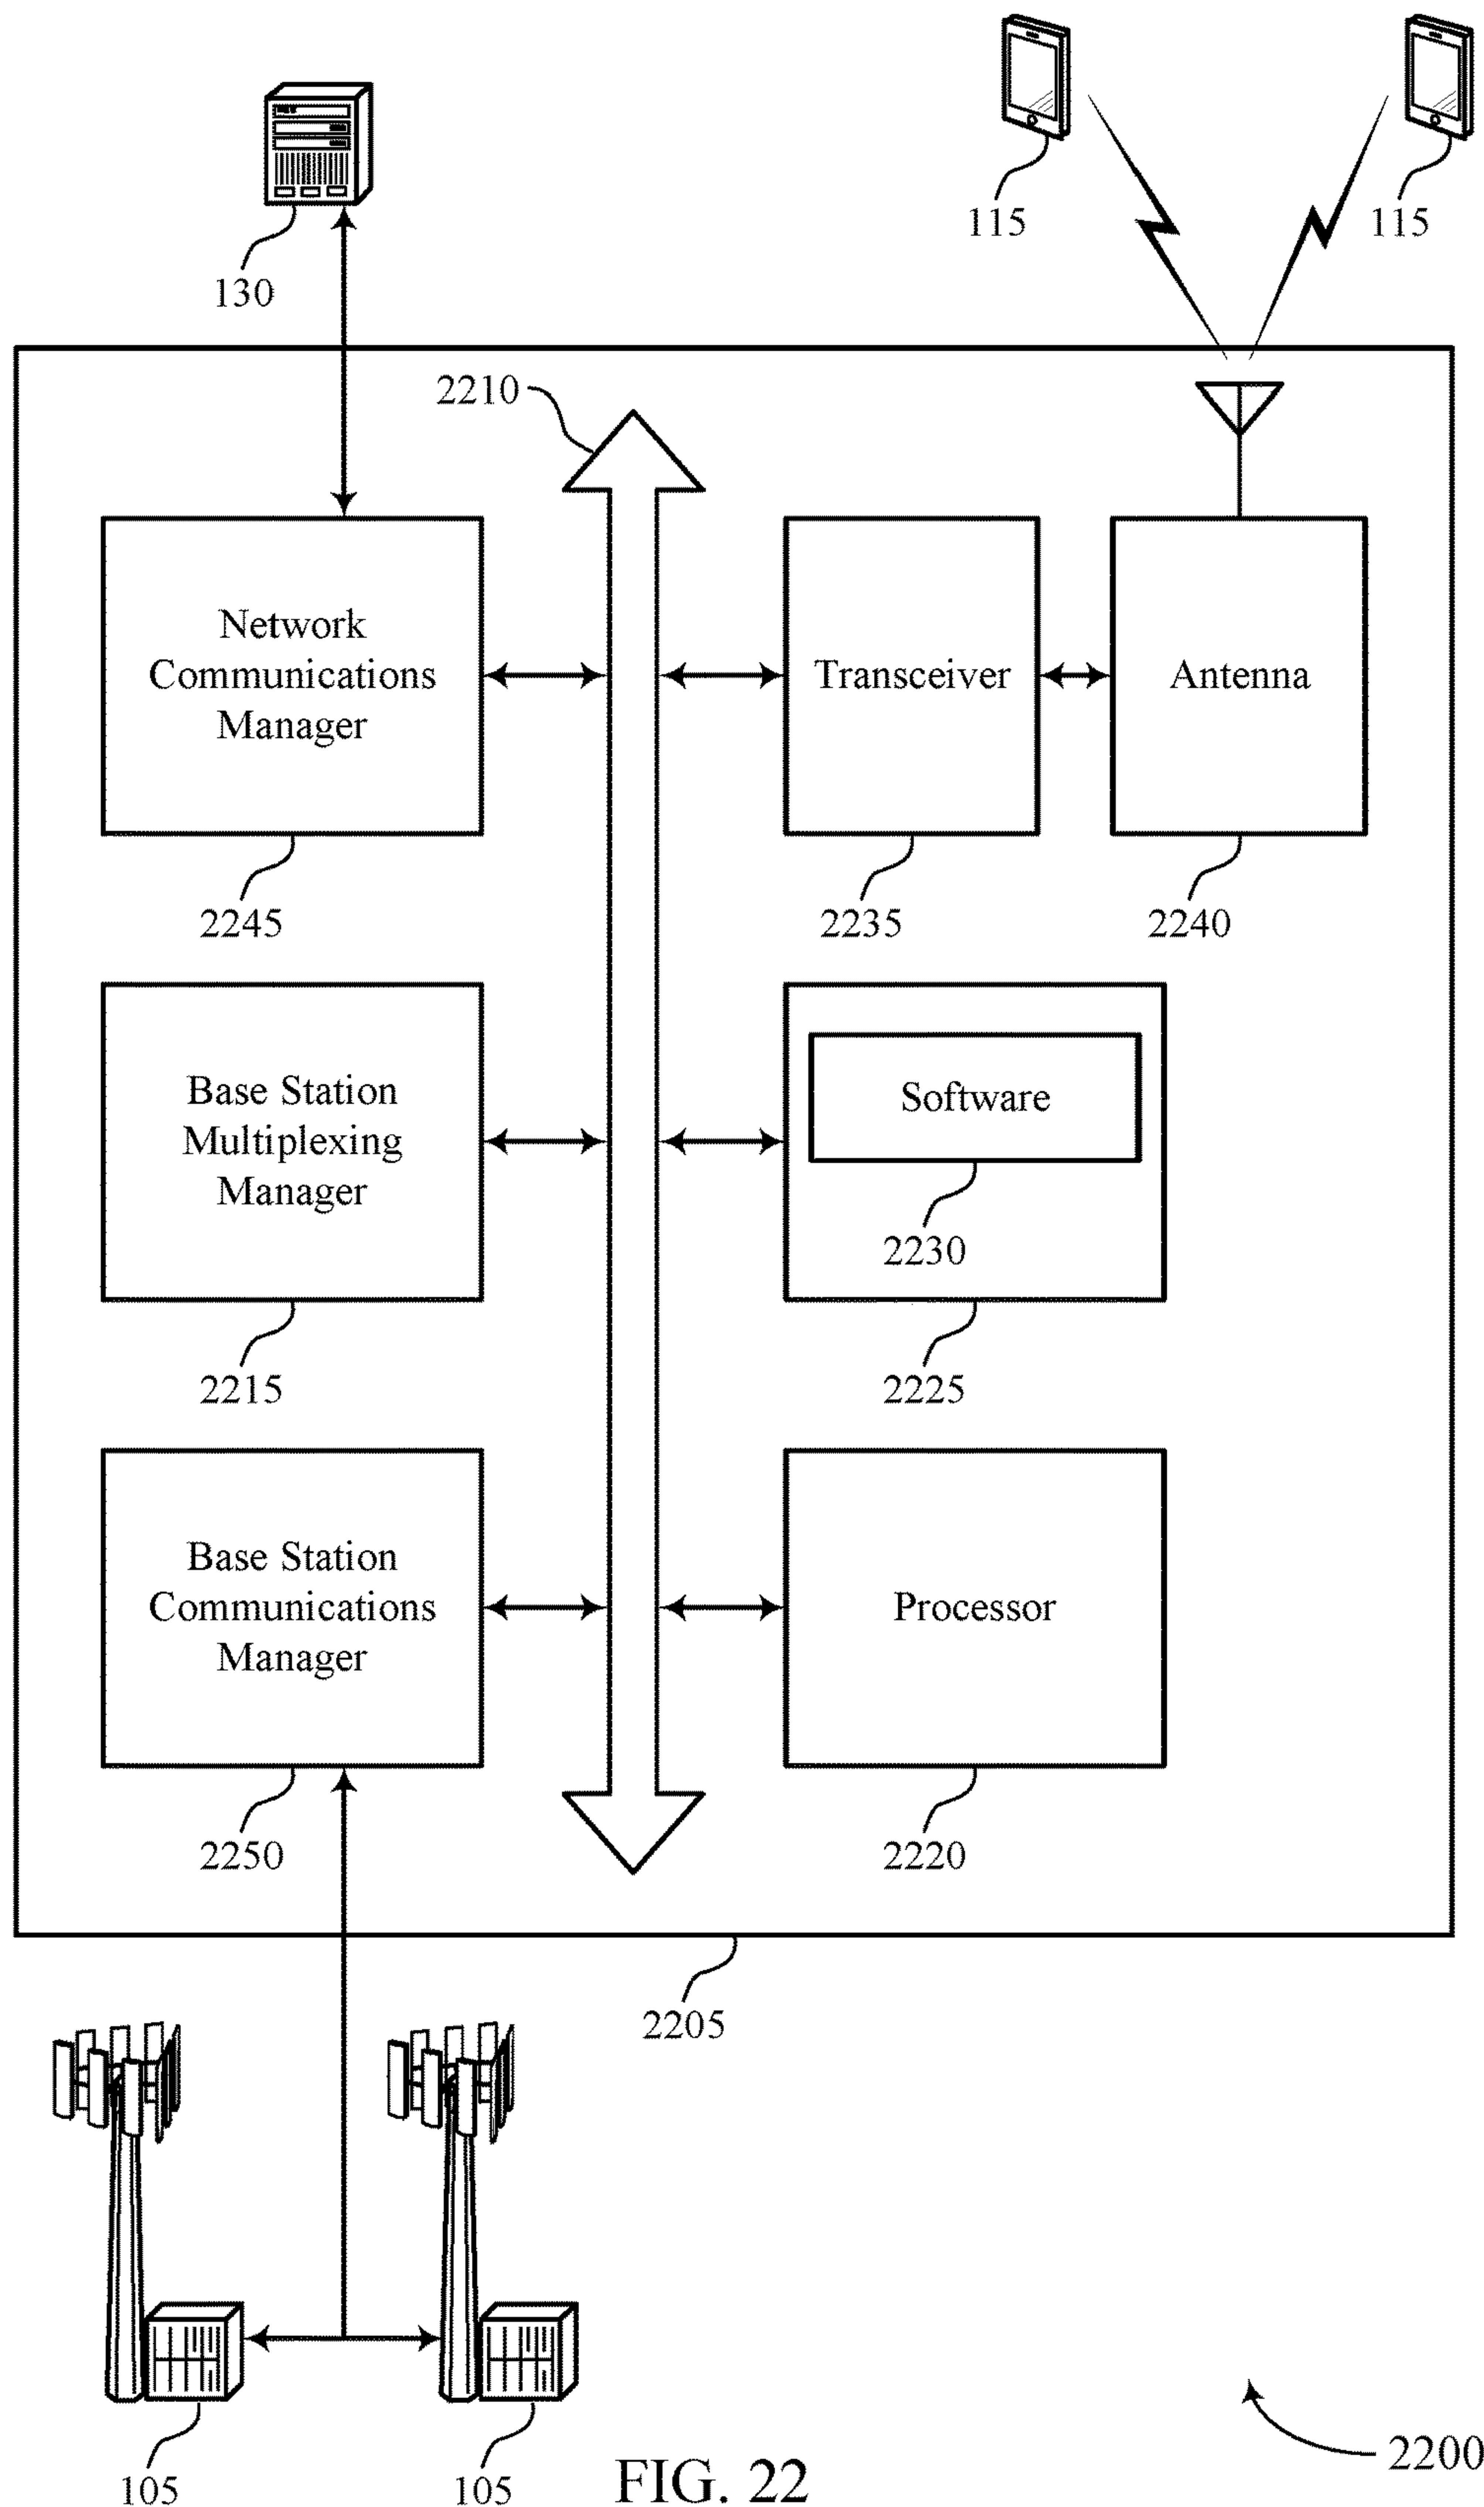 115
115
130
2210
Network
Communications
Manager
Transceiver
Antenna
2245
2235
2240
Base Station
Multiplexing
Manager
Software
2230
2215
2225
Base Station
Communications
Manager
Processor
2250
2220
2205
105
105
FIG. 22
2200